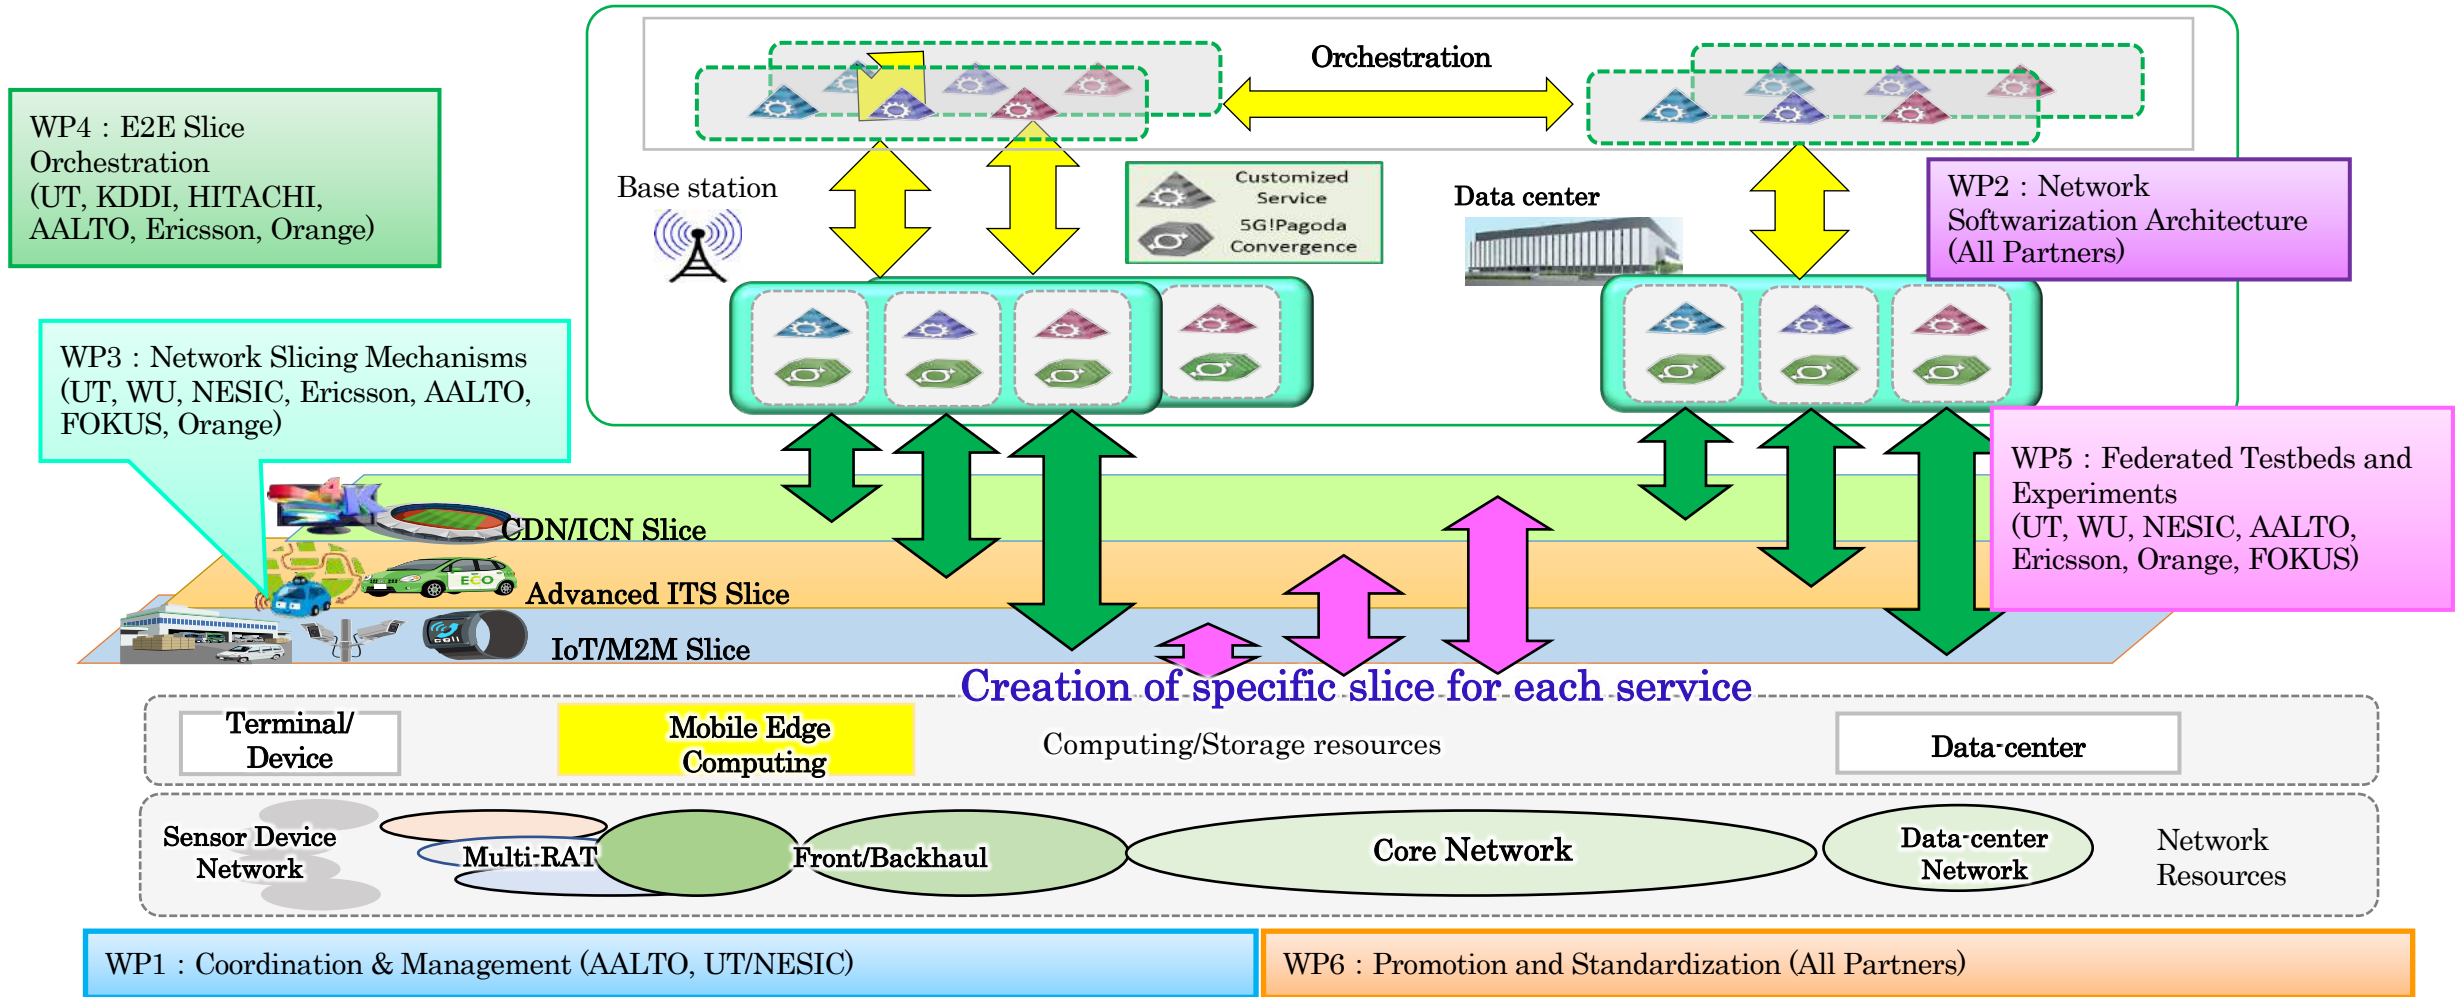 Orchestration
WP4 : E2E Slice
Orchestration
(UT, KDDI, HITACHI,
AALTO, Ericsson, Orange)
Base station
Customized
Service
5G!Pagoda
Convergence
Data center
WP2 : Network
Softwarization Architecture
(All Partners)
WP3 : Network Slicing Mechanisms
(UT, WU, NESIC, Ericsson, AALTO,
FOKUS, Orange)
WP5 : Federated Testbeds and
Experiments
(UT, WU, NESIC, AALTO,
Ericsson, Orange, FOKUS)
4K
CDN/ICN Slice
ECO
Advanced ITS Slice
call
IoT/M2M Slice
Creation of specific slice for each service
Terminal/
Device
Mobile Edge
Computing
Computing/Storage resources
Data-center
Sensor Device
Network
Multi-RAT
Front/Backhaul
Core Network
Data-center
Network
Network
Resources
WP1 : Coordination & Management (AALTO, UT/NESIC)
WP6 : Promotion and Standardization (All Partners)